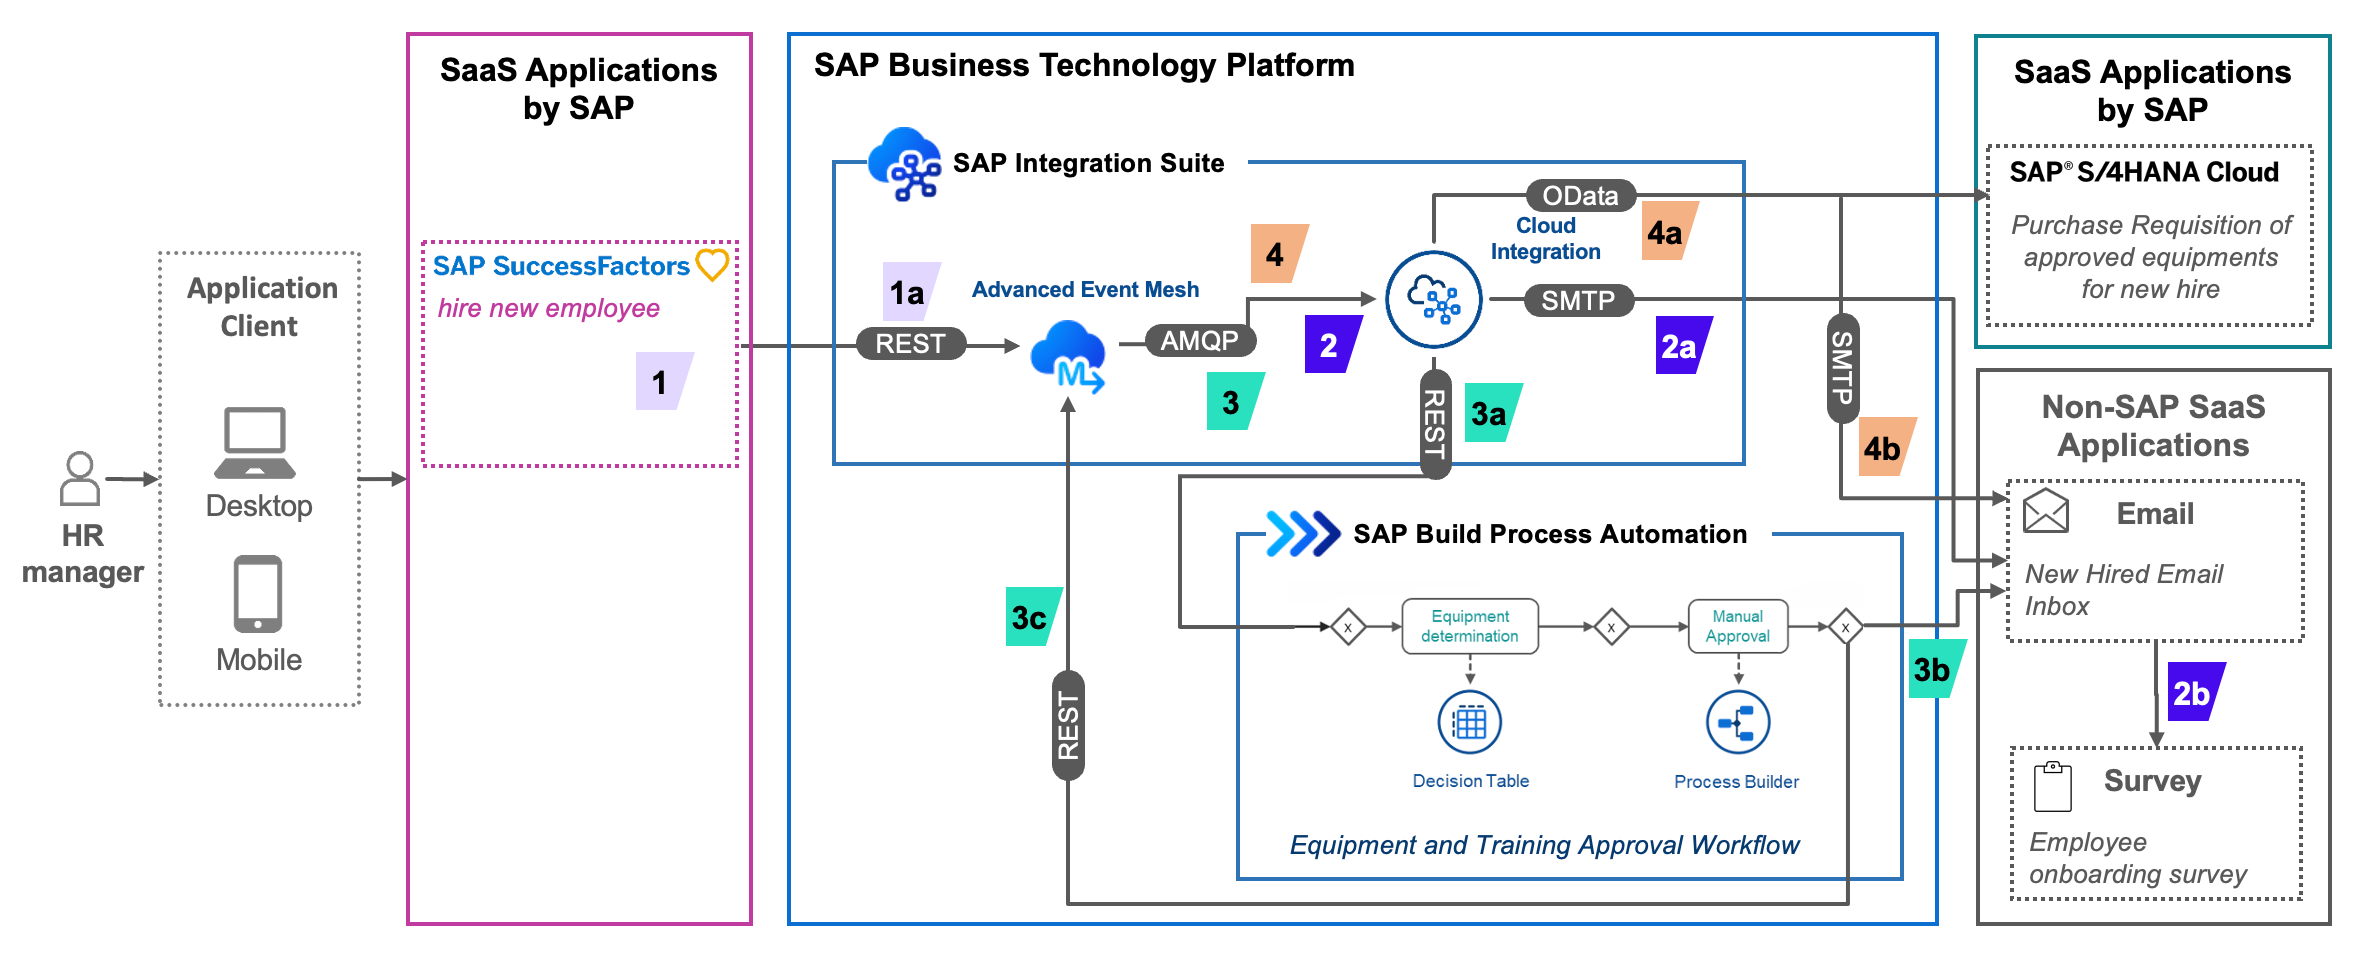 HR
manager
Application
Client
Desktop
Mobile
SaaS Applications
by SAP
SAP SuccessFactors
hire new employee
1
SAP Business Technology Platform
SAP Integration Suite
1a
REST
Advanced Event Mesh
M
AMQP
4
2
3
OData
4a
Cloud
Integration
SMTP
2a
REST
3a
3c
REST
SAP Build Process Automation
x
Equipment
determination
x
Manual
Approval
x
Decision Table
Process Builder
Equipment and Training Approval Workflow
3b
SMTP
4b
SaaS Applications
by SAP
SAP® S/4HANA Cloud
Purchase Requisition of
approved equipments
for new hire
Non-SAP SaaS
Applications
Email
New Hired Email
Inbox
2b
Survey
Employee
onboarding survey